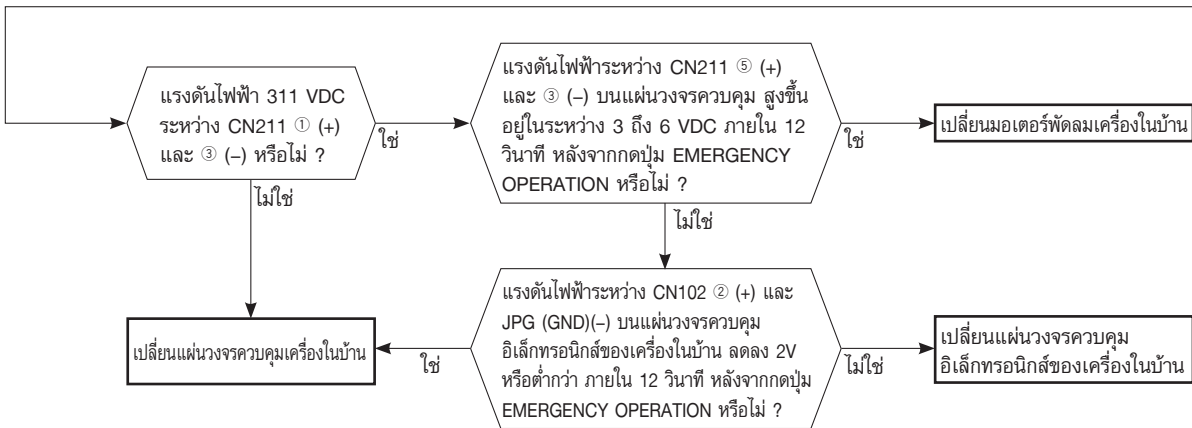 แรงดันไฟฟ้า 311 VDC
ระหว่าง CN211 ① (+)
และ ③ (–) หรือไม่ ?
ใช่
ไม่ใช่
แรงดันไฟฟ้าระหว่าง CN211 ⑤ (+)
และ ③ (–) บนแผ่นวงจรควบคุม สูงขึ้น
อยู่ในระหว่าง 3 ถึง 6 VDC ภายใน 12
วินาที หลังจากกดปุ่ม EMERGENCY
OPERATION หรือไม่ ?
ใช่
ไม่ใช่
เปลี่ยนมอเตอร์พัดลมเครื่องในบ้าน
แรงดันไฟฟ้าระหว่าง CN102 ② (+) และ
JPG (GND)(–) บนแผ่นวงจรควบคุม
อิเล็กทรอนิกส์ของเครื่องในบ้าน ลดลง 2V
หรือต่ำกว่า ภายใน 12 วินาที หลังจากกดปุ่ม
EMERGENCY OPERATION หรือไม่ ?
ใช่
ไม่ใช่
เปลี่ยนแผ่นวงจรควบคุมเครื่องในบ้าน
เปลี่ยนแผ่นวงจรควบคุม
อิเล็กทรอนิกส์ของเครื่องในบ้าน